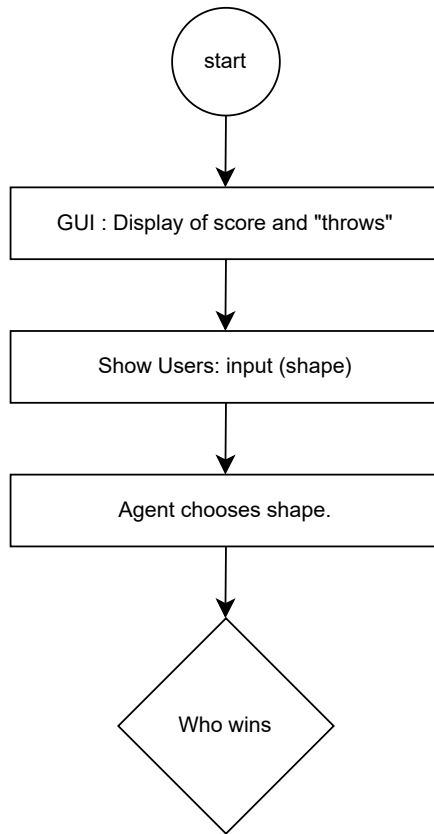 start
GUI : Display of score and "throws"
Show Users: input (shape)
Agent chooses shape.
Who wins